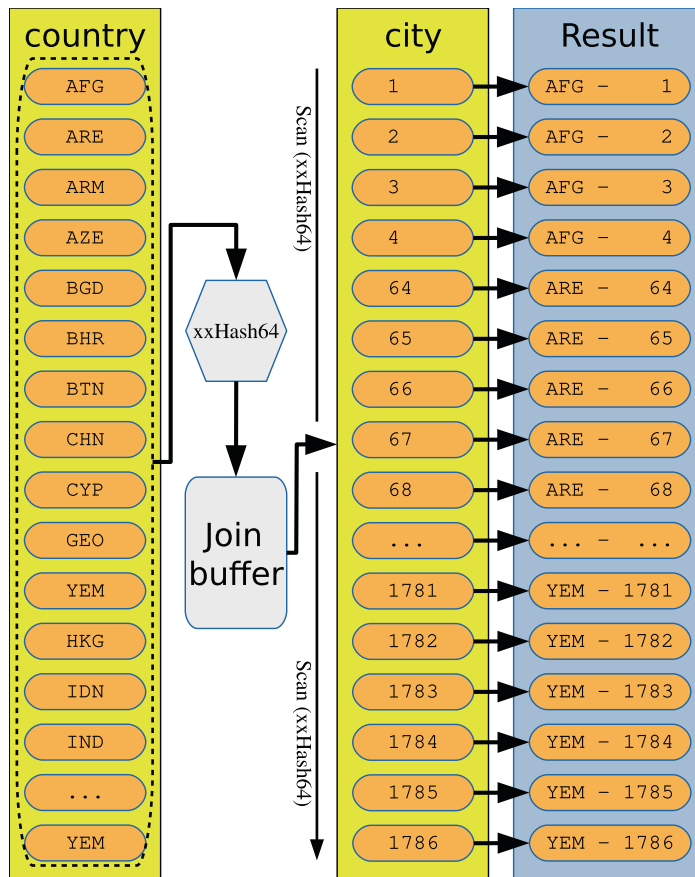 country
AFG
ARE
ARM
AZE
BGD
BHR
BTN
CHN
CYP
GEO
YEM
HKG
IDN
IND
...
YEM
xxHash64
Join
buffer
Scan (xxHash64)
Scan (xxHash64)
city
1
2
3
4
64
65
66
67
68
...
1781
1782
1783
1784
1785
1786
Result
AFG - 1
AFG - 2
AFG - 3
AFG - 4
ARE - 64
ARE - 65
ARE - 66
ARE - 67
ARE - 68
... - ...
YEM - 1781
YEM - 1782
YEM - 1783
YEM - 1784
YEM - 1785
YEM - 1786